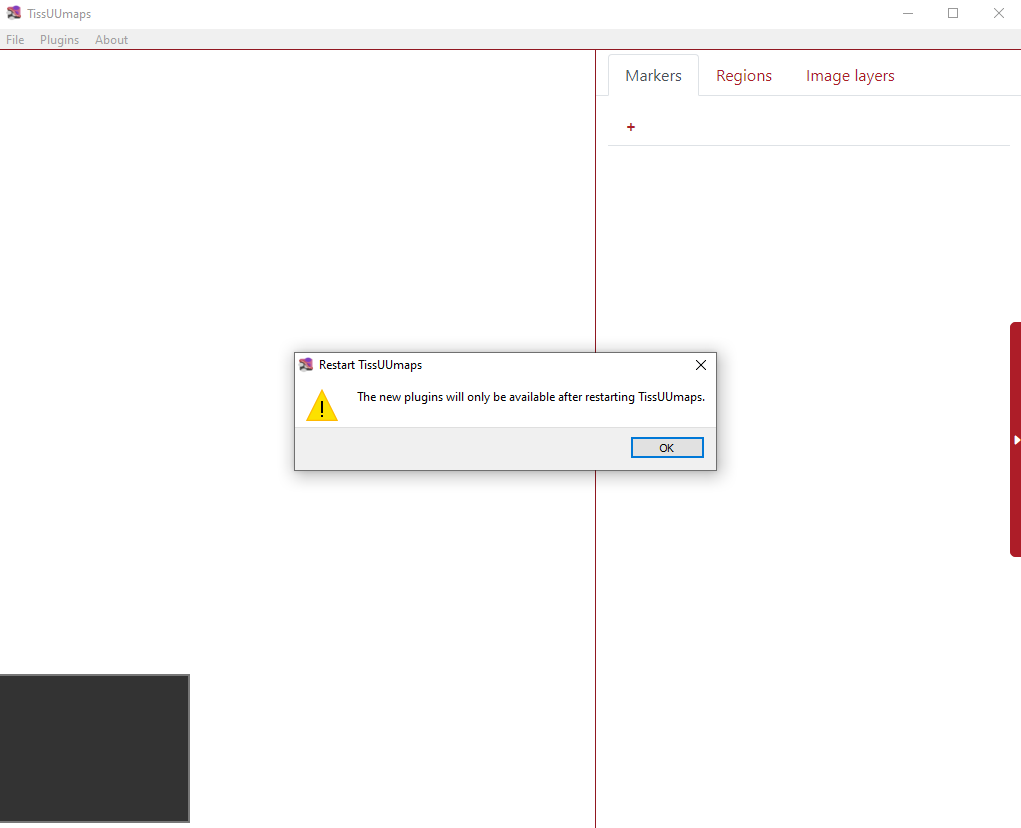 TissUUmaps
File Plugins About
Markers Regions Image layers
+
Restart TissUUmaps
The new plugins will only be available after restarting TissUUmaps.
OK